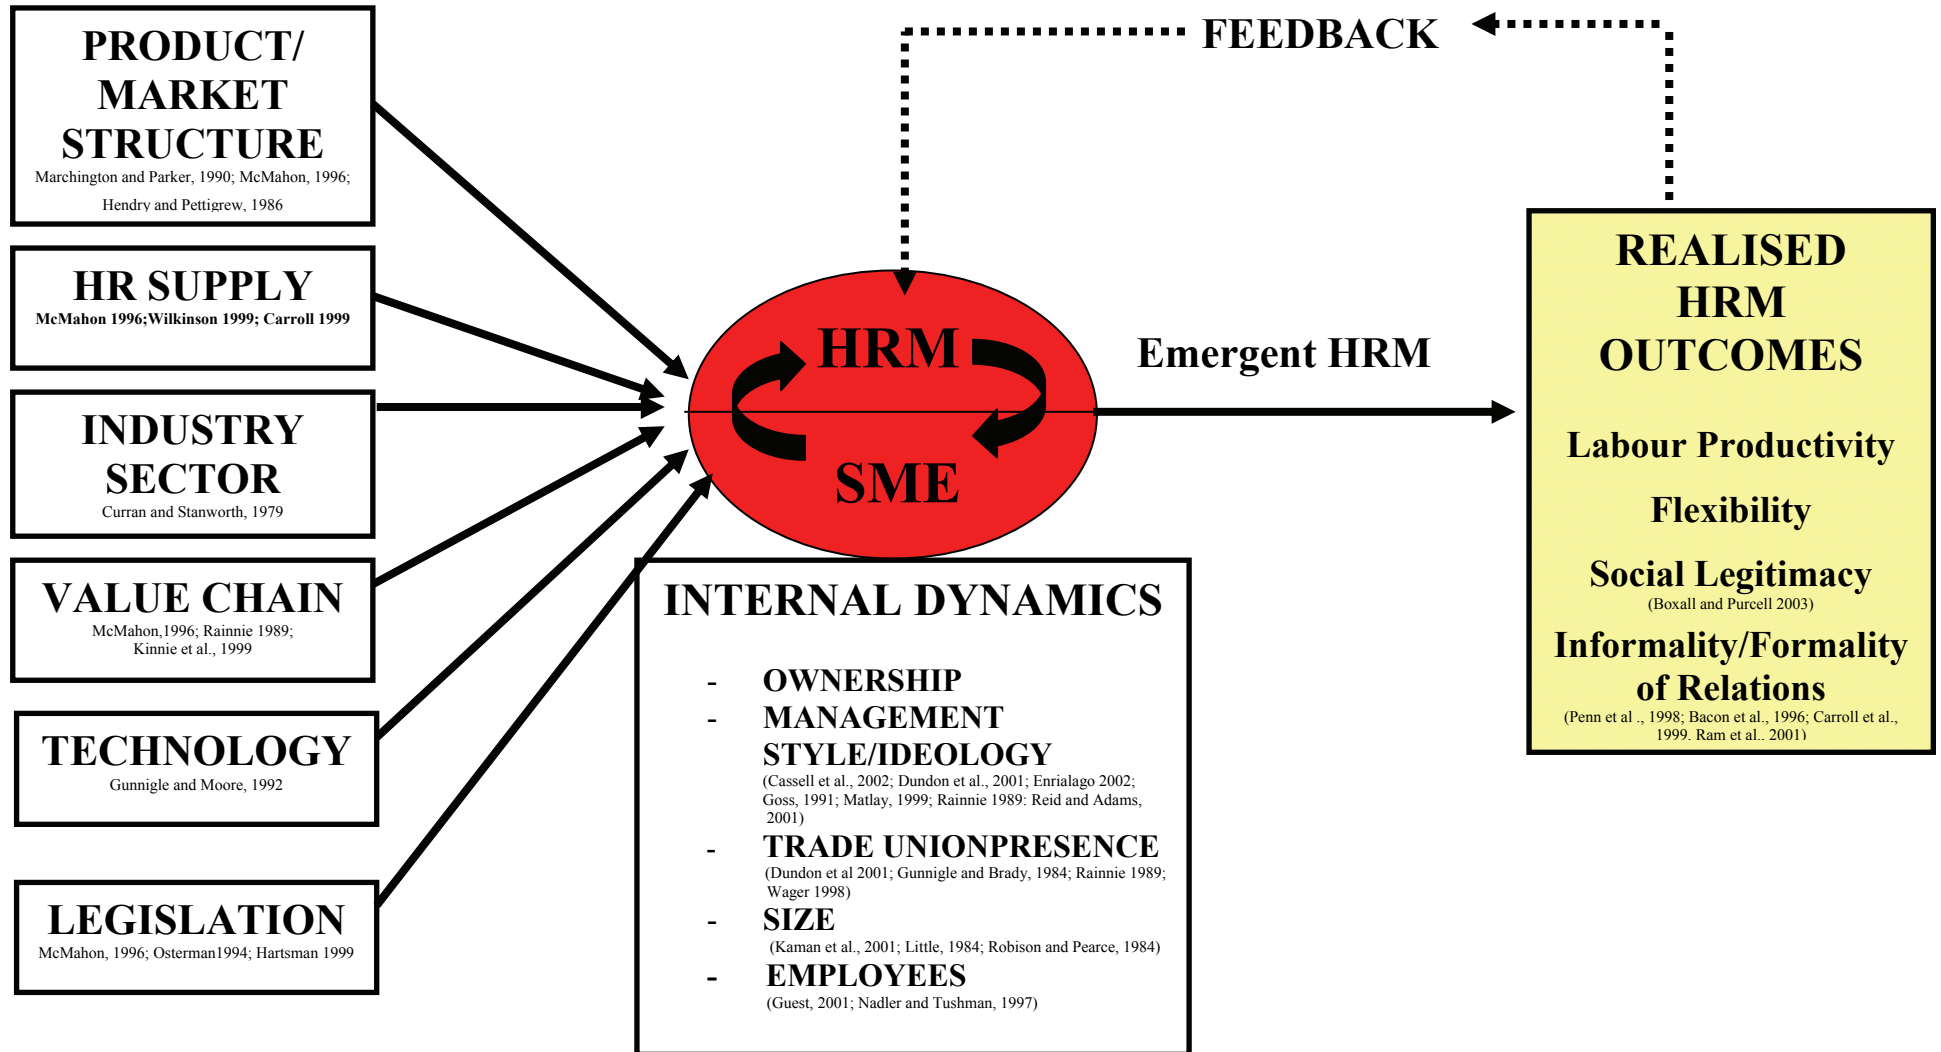 PRODUCT/
MARKET
STRUCTURE
Marchington and Parker, 1990; McMahon, 1996;
Hendry and Pettigrew, 1986
HR SUPPLY
McMahon 1996;Wilkinson 1999; Carroll 1999
INDUSTRY
SECTOR
Curran and Stanworth, 1979
VALUE CHAIN
McMahon,1996; Rainnie 1989;
Kinnie et al., 1999
TECHNOLOGY
Gunnigle and Moore, 1992
LEGISLATION
McMahon, 1996; Osterman1994; Hartsman 1999
FEEDBACK
HRM
SME
Emergent HRM
INTERNAL DYNAMICS
- OWNERSHIP
- MANAGEMENT
STYLE/IDEOLOGY
(Cassell et al., 2002; Dundon et al., 2001; Enrialago 2002;
Goss, 1991; Matlay, 1999; Rainnie 1989: Reid and Adams,
2001)
- TRADE UNIONPRESENCE
(Dundon et al 2001; Gunnigle and Brady, 1984; Rainnie 1989;
Wager 1998)
- SIZE
(Kaman et al., 2001; Little, 1984; Robison and Pearce, 1984)
- EMPLOYEES
(Guest, 2001; Nadler and Tushman, 1997)
REALISED
HRM
OUTCOMES
Labour Productivity
Flexibility
Social Legitimacy
(Boxall and Purcell 2003)
Informality/Formality
of Relations
(Penn et al ., 1998; Bacon et al., 1996; Carroll et al.,
1999. Ram et al., 2001)